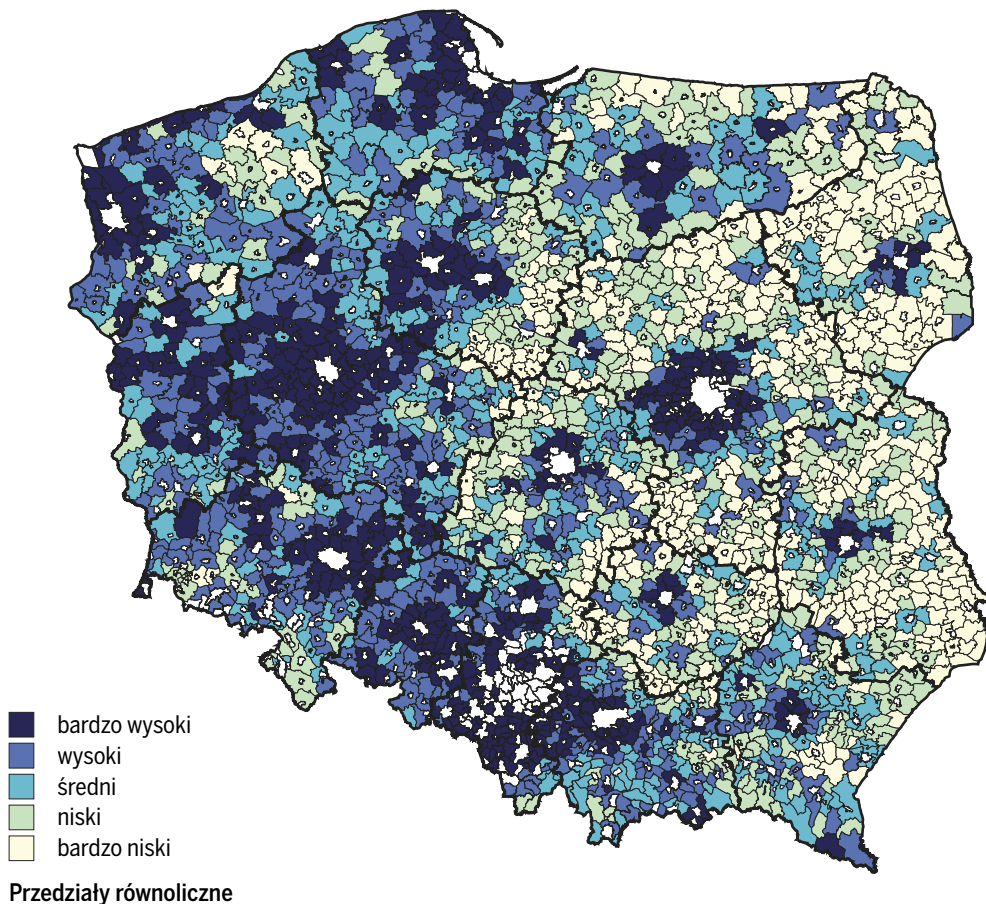 bardzo wysoki
wysoki
średni
niski
bardzo niski
Przedziały równoliczne